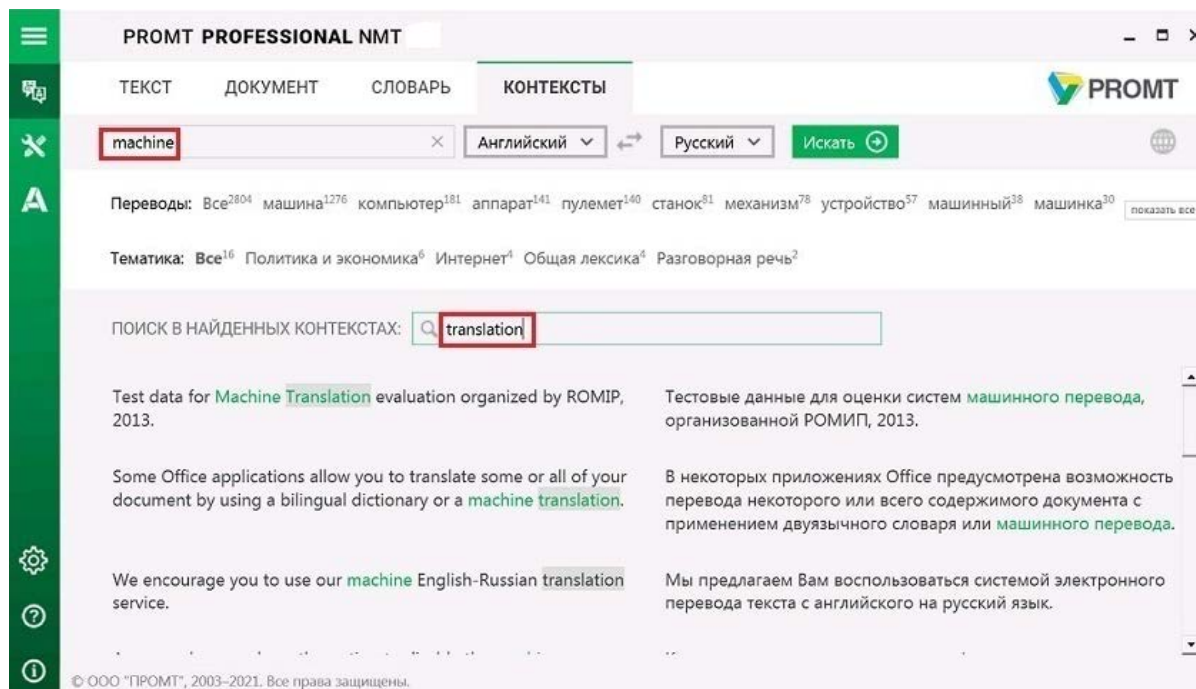 PROMT PROFESSIONAL NMT
ТЕКСТ ДОКУМЕНТ СЛОВАРЬ КОНТЕКСТЫ PROMT
machine Английский Русский Искать
Переводы: Все2804 машина1276 компьютер181 аппарат141 пулемет140 станок81 механизм78 устройство57 машинный38 машинка30 показать все
Тематика: Все16 Политика и экономика6 Интернет4 Общая лексика4 Разговорная речь2
ПОИСК В НАЙДЕННЫХ КОНТЕКСТАХ: translation
Test data for Machine Translation evaluation organized by ROMIP,
2013.
Тестовые данные для оценки систем машинного перевода,
организованной РОМИП, 2013.
Some Office applications allow you to translate some or all of your
document by using a bilingual dictionary or a machine translation.
В некоторых приложениях Office предусмотрена возможность
перевода некоторого или всего содержимого документа с
применением двуязычного словаря или машинного перевода.
We encourage you to use our machine English-Russian translation
service.
Мы предлагаем Вам воспользоваться системой электронного
перевода текста с английского на русский язык.
© ООО "ПРОМТ", 2003–2021. Все права защищены.